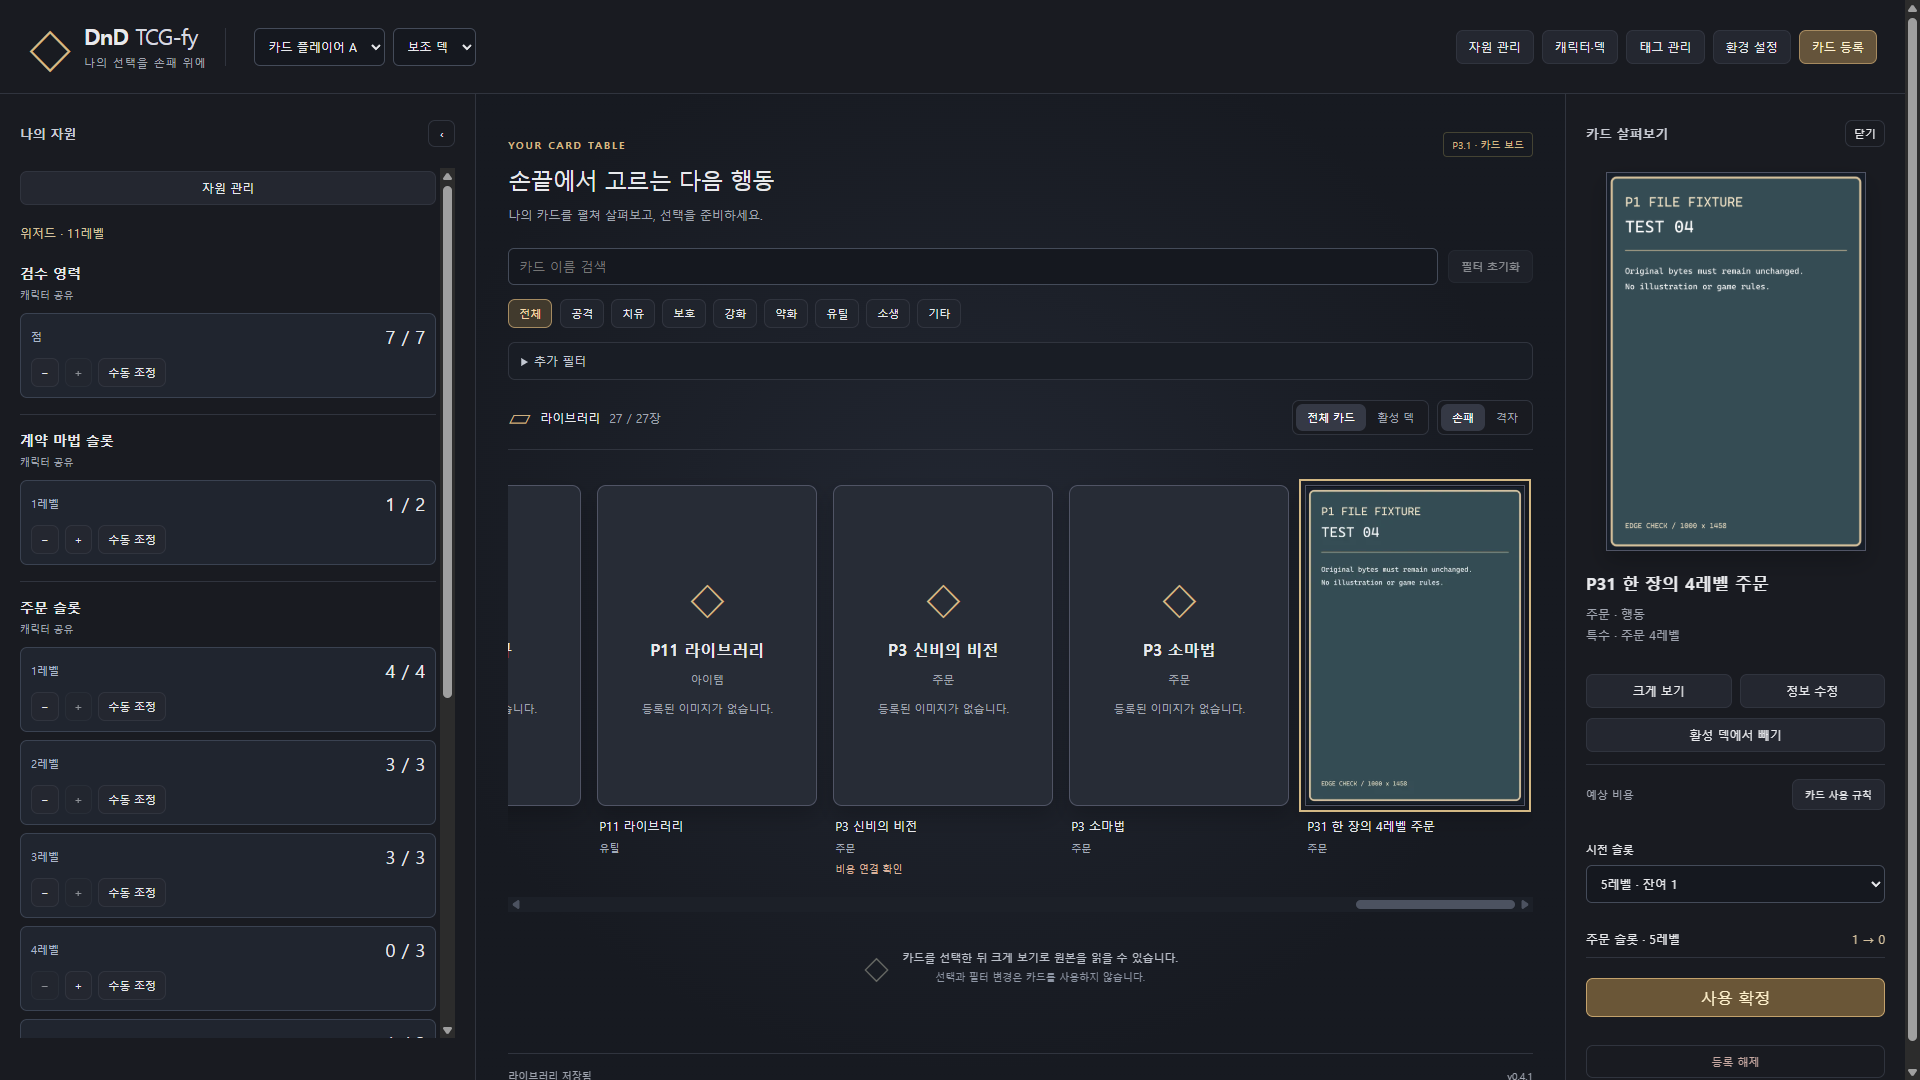 DnD TCG-fy
나의 선택을 손패 위에
카드 플레이어 A
보조 덱
자원 관리
캐릭터·덱
태그 관리
환경 설정
카드 등록
나의 자원
‹
자원 관리
위저드 · 11레벨
검수 영력
캐릭터 공유
점
7 / 7
−
+
수동 조정
계약 마법 슬롯
캐릭터 공유
1레벨
1 / 2
−
+
수동 조정
주문 슬롯
캐릭터 공유
1레벨
4 / 4
−
+
수동 조정
2레벨
3 / 3
−
+
수동 조정
3레벨
3 / 3
−
+
수동 조정
4레벨
0 / 3
−
+
수동 조정
YOUR CARD TABLE
P3.1 · 카드 보드
손끝에서 고르는 다음 행동
나의 카드를 펼쳐 살펴보고, 선택을 준비하세요.
카드 이름 검색
필터 초기화
전체
공격
치유
보호
강화
약화
유틸
소생
기타
▶ 추가 필터
라이브러리 27 / 27장
전체 카드
활성 덱
손패
격자
습니다.
P11 라이브러리
아이템
등록된 이미지가 없습니다.
P11 라이브러리
유틸
P3 신비의 비전
주문
등록된 이미지가 없습니다.
P3 신비의 비전
주문
비용 연결 확인
P3 소마법
주문
등록된 이미지가 없습니다.
P3 소마법
주문
P1 FILE FIXTURE
TEST 04
Original bytes must remain unchanged.
No illustration or game rules.
EDGE CHECK / 1000 x 1458
P31 한 장의 4레벨 주문
주문
카드를 선택한 뒤 크게 보기로 원본을 읽을 수 있습니다.
선택과 필터 변경은 카드를 사용하지 않습니다.
라이브러리 저장됨
v0.4.1
카드 살펴보기
닫기
P1 FILE FIXTURE
TEST 04
Original bytes must remain unchanged.
No illustration or game rules.
EDGE CHECK / 1000 x 1458
P31 한 장의 4레벨 주문
주문 · 행동
특수 · 주문 4레벨
크게 보기
정보 수정
활성 덱에서 빼기
예상 비용
카드 사용 규칙
시전 슬롯
5레벨 · 잔여 1
주문 슬롯 · 5레벨
1 → 0
사용 확정
등록 해제